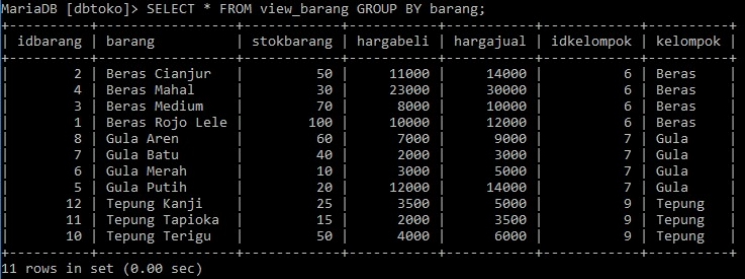 MariaDB [dbtoko]> SELECT * FROM view_barang GROUP BY barang;
+----------+----------------+------------+-----------+-----------+------------+----------+
| idbarang | barang         | stokbarang | hargabeli | hargajual | idkelompok | kelompok |
+----------+----------------+------------+-----------+-----------+------------+----------+
|        2 | Beras Cianjur  |         50 |     11000 |     14000 |          6 | Beras    |
|        4 | Beras Mahal    |         30 |     23000 |     30000 |          6 | Beras    |
|        3 | Beras Medium   |         70 |      8000 |     10000 |          6 | Beras    |
|        1 | Beras Rojo Lele |        100 |     10000 |     12000 |          6 | Beras    |
|        8 | Gula Aren      |         60 |      7000 |      9000 |          7 | Gula     |
|        7 | Gula Batu      |         40 |      2000 |      3000 |          7 | Gula     |
|        6 | Gula Merah     |         10 |      3000 |      5000 |          7 | Gula     |
|        5 | Gula Putih     |         20 |     12000 |     14000 |          7 | Gula     |
|       12 | Tepung Kanji   |         25 |      3500 |      5000 |          9 | Tepung   |
|       11 | Tepung Tapioka |         15 |      2000 |      3500 |          9 | Tepung   |
|       10 | Tepung Terigu  |         50 |      4000 |      6000 |          9 | Tepung   |
+----------+----------------+------------+-----------+-----------+------------+----------+
11 rows in set (0.00 sec)